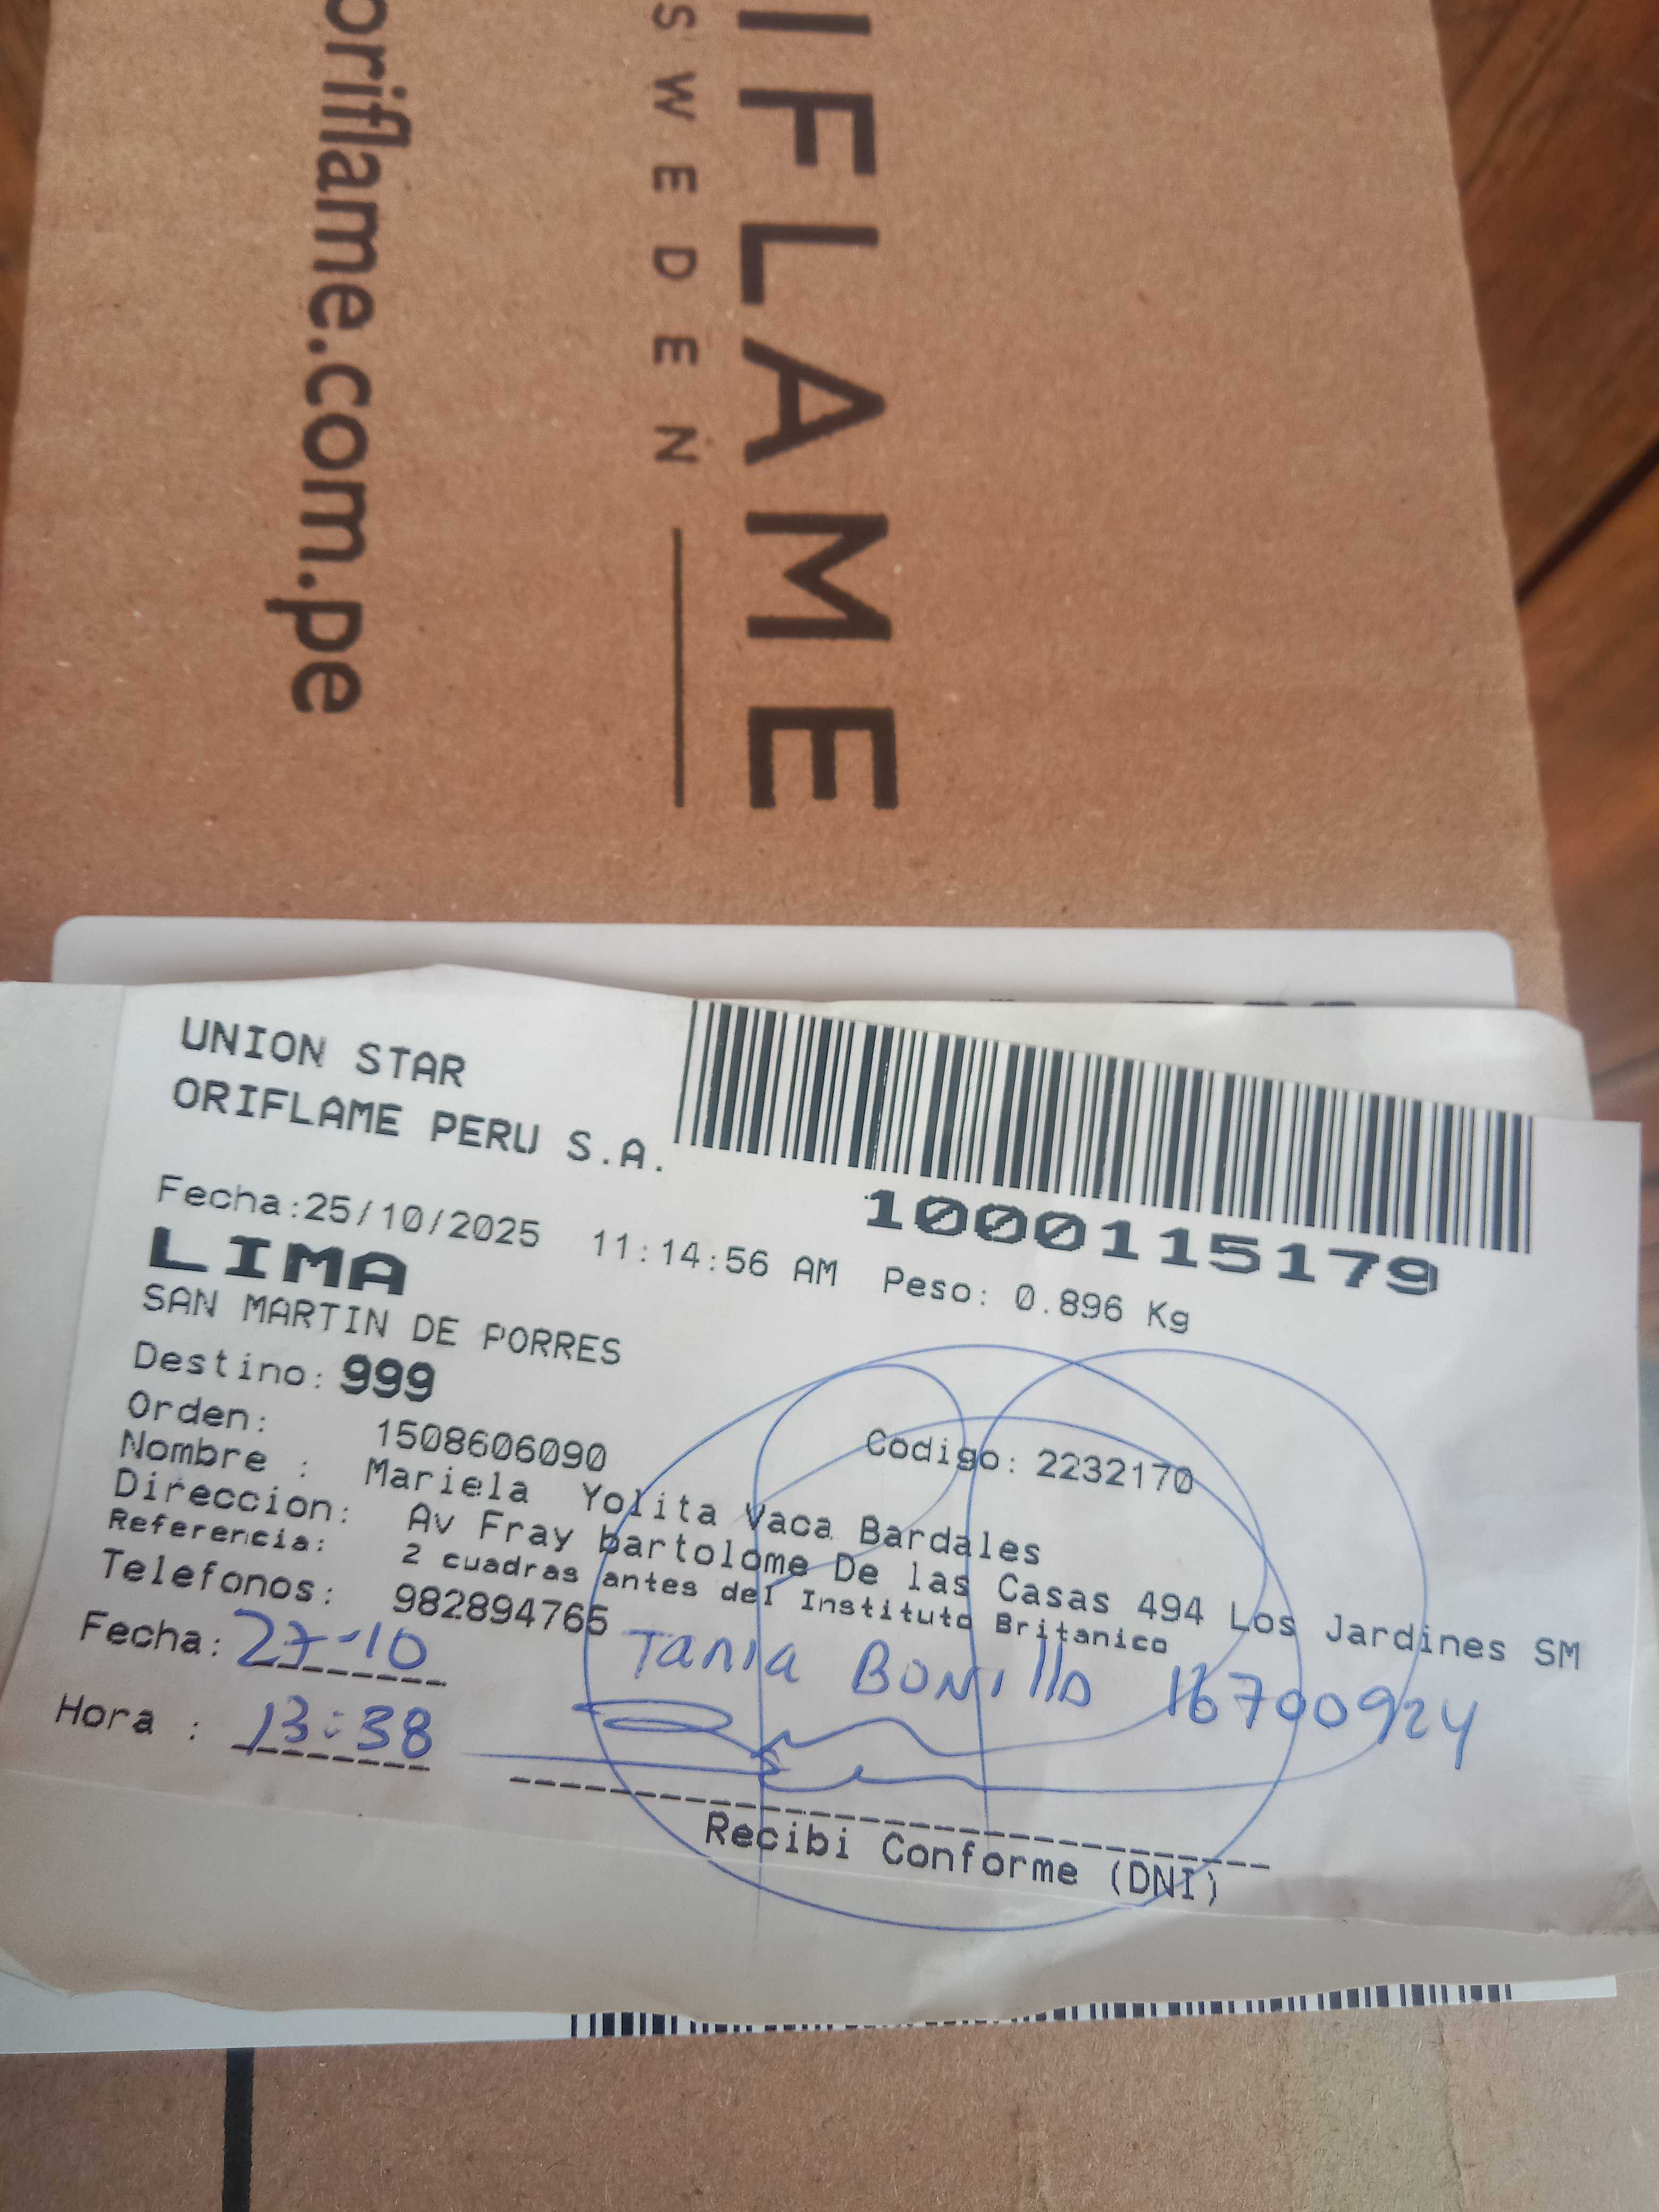 IFLAME
SWEDEN
oriflame.com.pe
UNION STAR
ORIFLAME PERU S.A.
1000115179
Fecha:25/10/2025 11:14:56 AM Peso: 0.896 Kg
LIMA
SAN MARTIN DE PORRES
Destino: 999
Orden: 1508606090 Codigo: 2232170
Nombre : Mariela Yolita Vaca Bardales
Direccion: Av Fray bartolome De las Casas 494 Los Jardines SM
Referencia: 2 cuadras antes del Instituto Britanico
Telefonos: 982894765
Fecha: 27-10 Tania Bonilla 16700924
Hora : 13:38
Recibi Conforme (DNI)